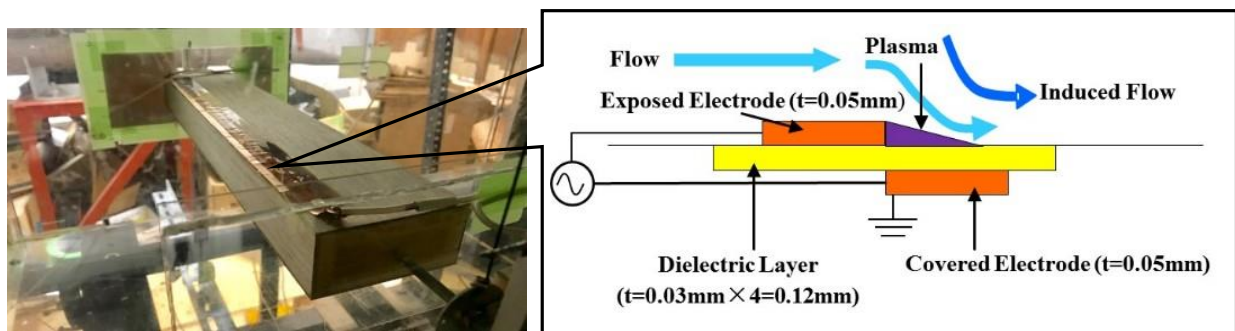 Plasma
Flow
Induced Flow
Exposed Electrode (t=0.05mm)
Dielectric Layer
(t=0.03mm×4=0.12mm)
Covered Electrode (t=0.05mm)